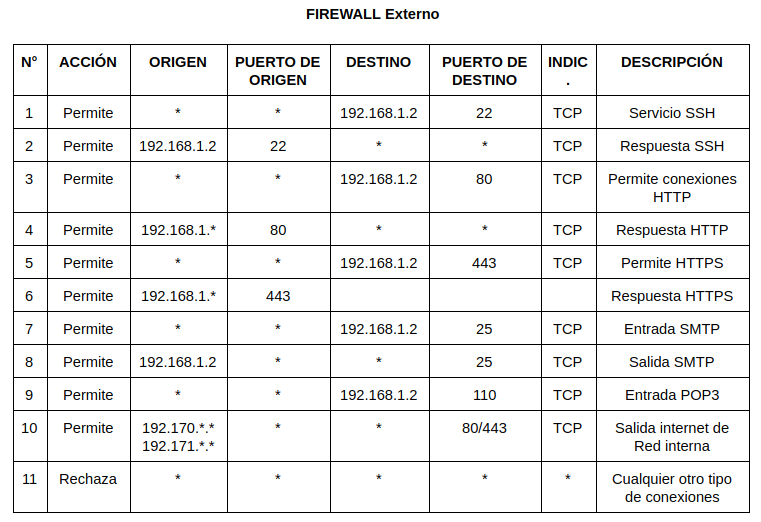 FIREWALL Externo
N° ACCIÓN ORIGEN PUERTO DE ORIGEN DESTINO PUERTO DE DESTINO INDIC. DESCRIPCIÓN
1 Permite * * 192.168.1.2 22 TCP Servicio SSH
2 Permite 192.168.1.2 22 * * TCP Respuesta SSH
3 Permite * * 192.168.1.2 80 TCP Permite conexiones HTTP
4 Permite 192.168.1.* 80 * * TCP Respuesta HTTP
5 Permite * * 192.168.1.2 443 TCP Permite HTTPS
6 Permite 192.168.1.* 443 Respuesta HTTPS
7 Permite * * 192.168.1.2 25 TCP Entrada SMTP
8 Permite 192.168.1.2 * * 25 TCP Salida SMTP
9 Permite * * 192.168.1.2 110 TCP Entrada POP3
10 Permite 192.170.*.* 192.171.*.* * * 80/443 TCP Salida internet de Red interna
11 Rechaza * * * * * Cualquier otro tipo de conexiones